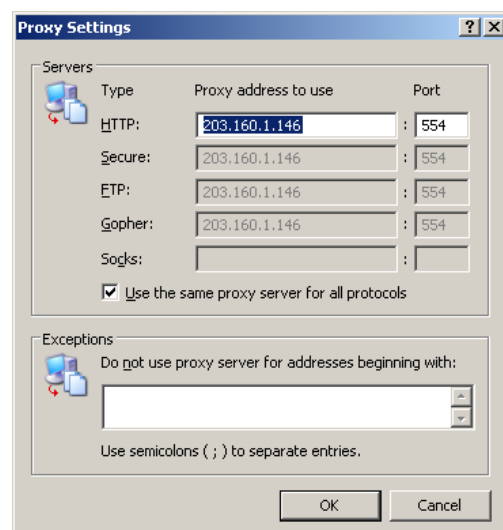 Proxy Settings
Servers
Type Proxy address to use Port
HTTP: 203.160.1.146 : 554
Secure: 203.160.1.146 : 554
FTP: 203.160.1.146 : 554
Gopher: 203.160.1.146 : 554
Socks: :
Use the same proxy server for all protocols
Exceptions
Do not use proxy server for addresses beginning with:
Use semicolons ( ; ) to separate entries.
OK Cancel